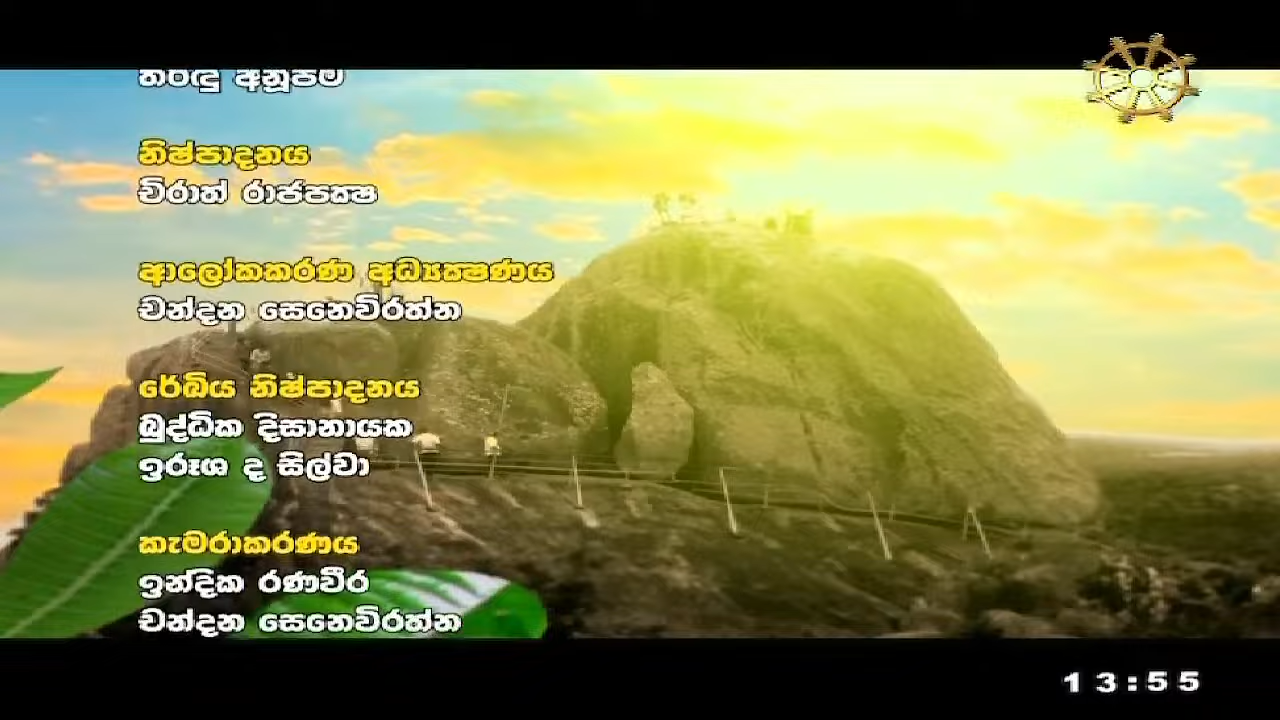 තරිඳු අනූපම
නිෂ්පාදනය
විරාත් රාජපක්‍ෂ
ආලෝකකරණ අධ්‍යක්‍ෂණය
චන්දන සෙනෙවිරත්න
රේඛීය නිෂ්පාදනය
බුද්ධික දිසානායක
ඉරූශ ද සිල්වා
කැමරාකරණය
ඉන්දික රණවීර
චන්දන සෙනෙවිරත්න
13:55